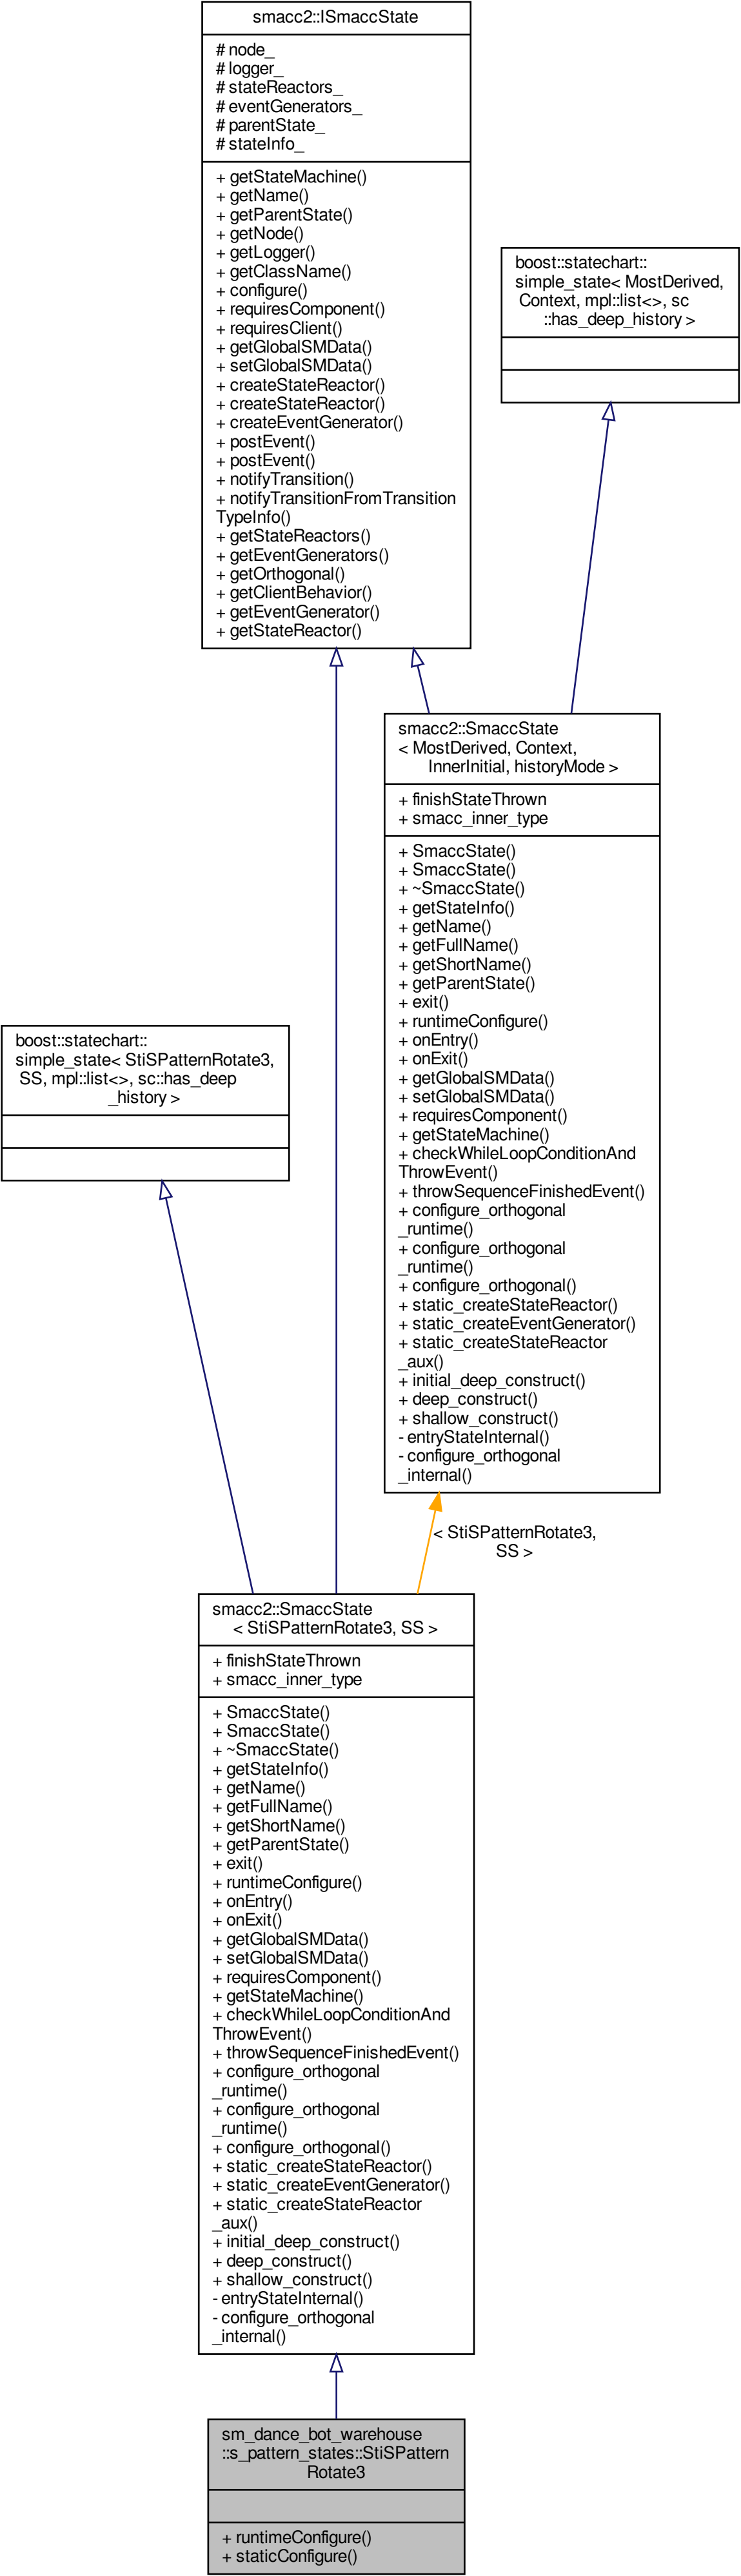 smacc2::ISmaccState
# node_
# logger_
# stateReactors_
# eventGenerators_
# parentState_
# stateInfo_
+ getStateMachine()
+ getName()
+ getParentState()
+ getNode()
+ getLogger()
+ getClassName()
+ configure()
+ requiresComponent()
+ requiresClient()
+ getGlobalSMData()
+ setGlobalSMData()
+ createStateReactor()
+ createStateReactor()
+ createEventGenerator()
+ postEvent()
+ postEvent()
+ notifyTransition()
+ notifyTransitionFromTransition
TypeInfo()
+ getStateReactors()
+ getEventGenerators()
+ getOrthogonal()
+ getClientBehavior()
+ getEventGenerator()
+ getStateReactor()
boost::statechart::
simple_state< MostDerived,
Context, mpl::list<>, sc
::has_deep_history >
smacc2::SmaccState
< MostDerived, Context,
InnerInitial, historyMode >
+ finishStateThrown
+ smacc_inner_type
+ SmaccState()
+ SmaccState()
+ ~SmaccState()
+ getStateInfo()
+ getName()
+ getFullName()
+ getShortName()
+ getParentState()
+ exit()
+ runtimeConfigure()
+ onEntry()
+ onExit()
+ getGlobalSMData()
+ setGlobalSMData()
+ requiresComponent()
+ getStateMachine()
+ checkWhileLoopConditionAnd
ThrowEvent()
+ throwSequenceFinishedEvent()
+ configure_orthogonal
_runtime()
+ configure_orthogonal
_runtime()
+ configure_orthogonal()
+ static_createStateReactor()
+ static_createEventGenerator()
+ static_createStateReactor
_aux()
+ initial_deep_construct()
+ deep_construct()
+ shallow_construct()
- entryStateInternal()
- configure_orthogonal
_internal()
boost::statechart::
simple_state< StiSPatternRotate3,
SS, mpl::list<>, sc::has_deep
_history >
< StiSPatternRotate3,
SS >
smacc2::SmaccState
< StiSPatternRotate3, SS >
+ finishStateThrown
+ smacc_inner_type
+ SmaccState()
+ SmaccState()
+ ~SmaccState()
+ getStateInfo()
+ getName()
+ getFullName()
+ getShortName()
+ getParentState()
+ exit()
+ runtimeConfigure()
+ onEntry()
+ onExit()
+ getGlobalSMData()
+ setGlobalSMData()
+ requiresComponent()
+ getStateMachine()
+ checkWhileLoopConditionAnd
ThrowEvent()
+ throwSequenceFinishedEvent()
+ configure_orthogonal
_runtime()
+ configure_orthogonal
_runtime()
+ configure_orthogonal()
+ static_createStateReactor()
+ static_createEventGenerator()
+ static_createStateReactor
_aux()
+ initial_deep_construct()
+ deep_construct()
+ shallow_construct()
- entryStateInternal()
- configure_orthogonal
_internal()
sm_dance_bot_warehouse
::s_pattern_states::StiSPattern
Rotate3
+ runtimeConfigure()
+ staticConfigure()